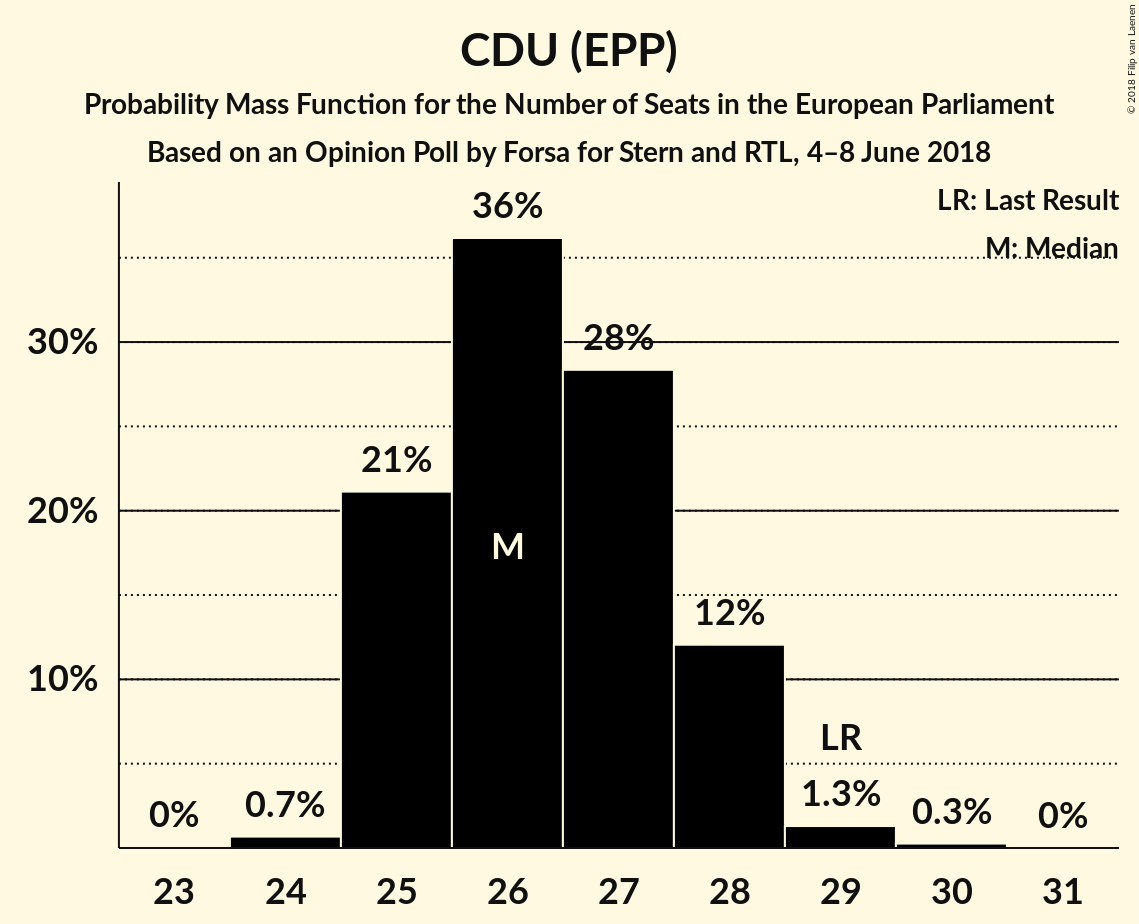 CDU (EPP)
Probability Mass Function for the Number of Seats in the European Parliament
Based on an Opinion Poll by Forsa for Stern and RTL, 4–8 June 2018
© 2018 Filip van Laenen
LR: Last Result
M: Median
36%
30%
28%
21%
20%
M
12%
10%
LR
0%
0.7%
1.3%
0.3%
0%
23 24 25 26 27 28 29 30 31